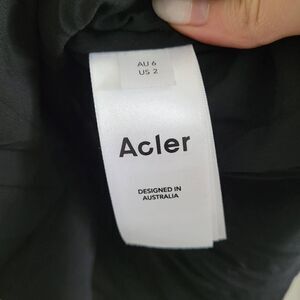 AU 6
US 2
Acler
DESIGNED IN
AUSTRALIA